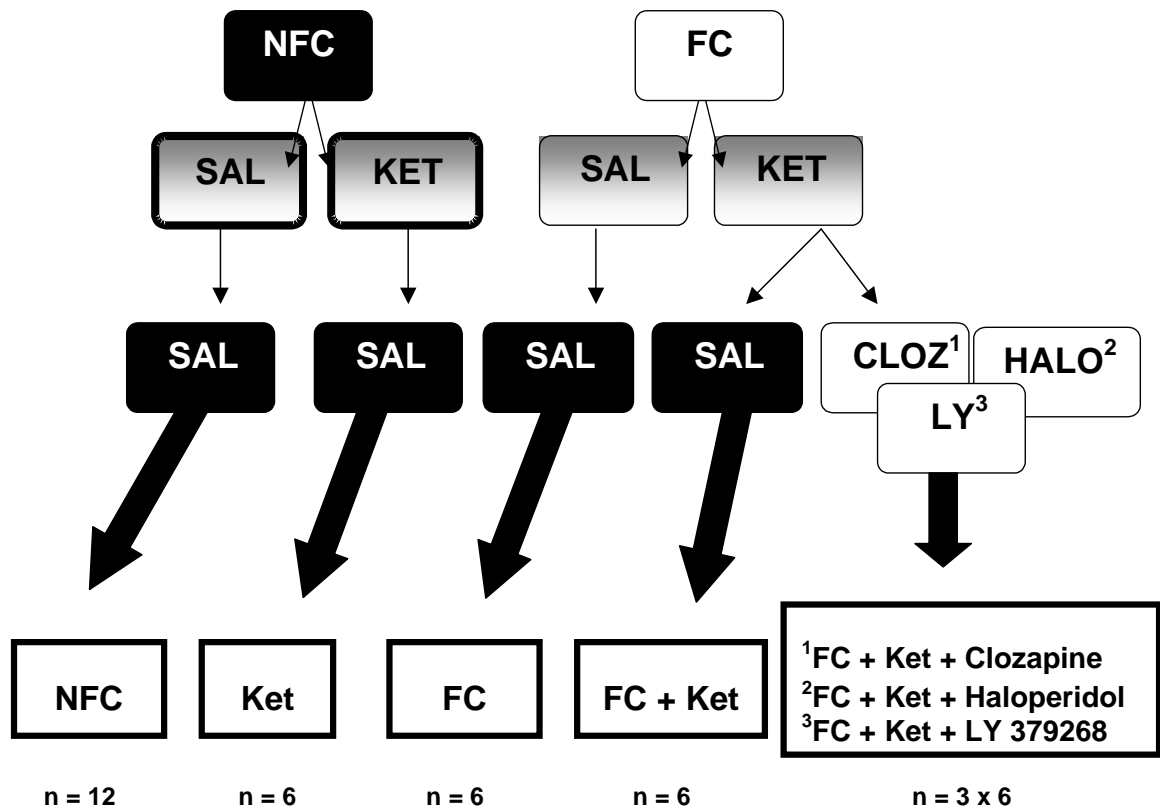 NFC FC
SAL KET SAL KET
SAL SAL SAL SAL CLOZ¹ HALO²
LY³
NFC Ket FC FC + Ket
¹FC + Ket + Clozapine
²FC + Ket + Haloperidol
³FC + Ket + LY 379268
n = 12 n = 6 n = 6 n = 6 n = 3 x 6